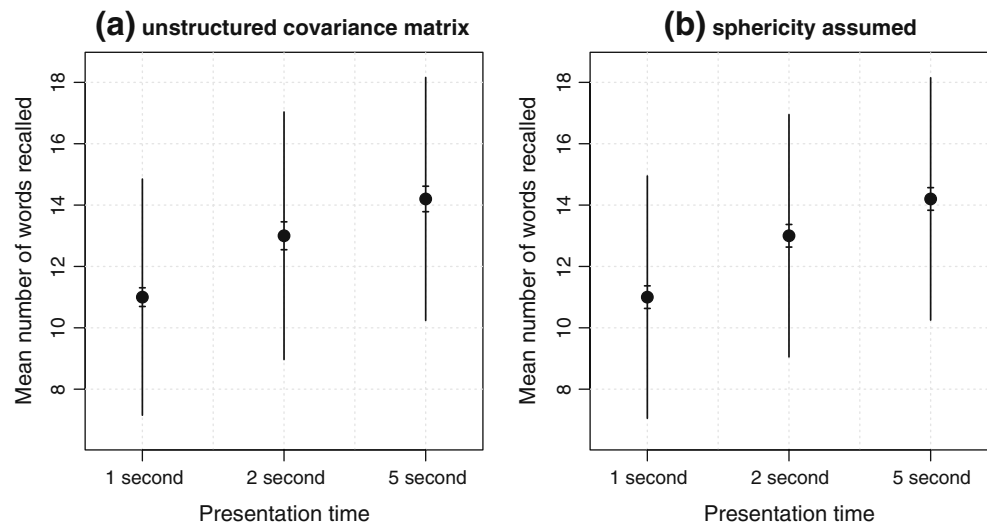 (a) unstructured covariance matrix
Mean number of words recalled
18
16
14
12
10
8
1 second
2 second
5 second
Presentation time
(b) sphericity assumed
Mean number of words recalled
18
16
14
12
10
8
1 second
2 second
5 second
Presentation time